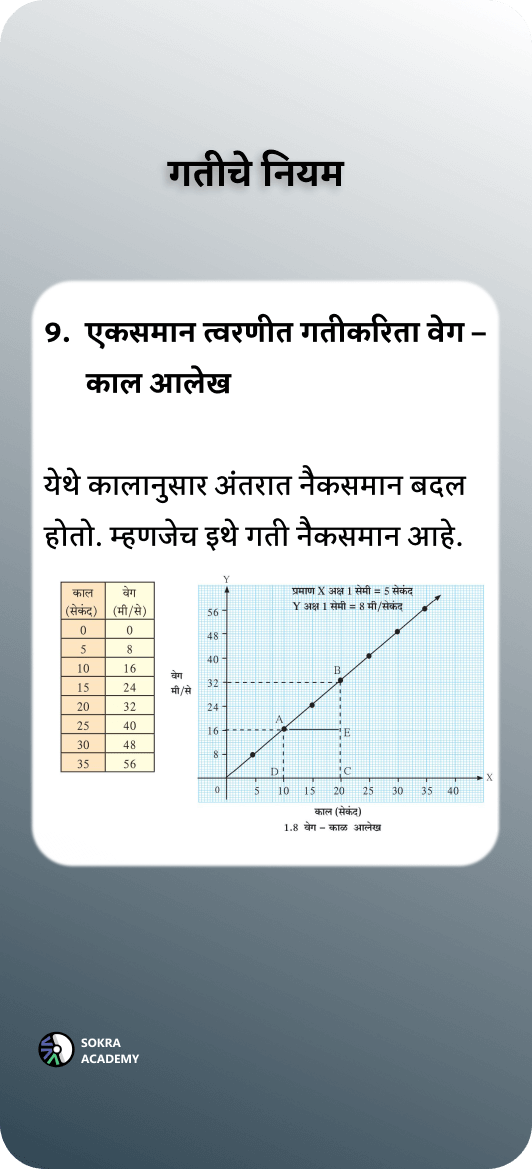 गतीचे नियम
9. एकसमान त्वरणीत गतीकरिता वेग –
काल आलेख
येथे कालानुसार अंतरात नैकसमान बदल
होतो. म्हणजेच इथे गती नैकसमान आहे.
काल वेग
(सेकंद) (मी/से)
0 0
5 8
10 16
15 24
20 32
25 40
30 48
35 56
Y
प्रमाण X अक्ष 1 सेमी = 5 सेकंद
Y अक्ष 1 सेमी = 8 मी/सेकंद
56
48
40
वेग
मी/से
32
24
16
8
A
B
E
D
C
X
0 5 10 15 20 25 30 35 40
काल (सेकंद)
1.8 वेग – काळ आलेख
SOKRA
ACADEMY